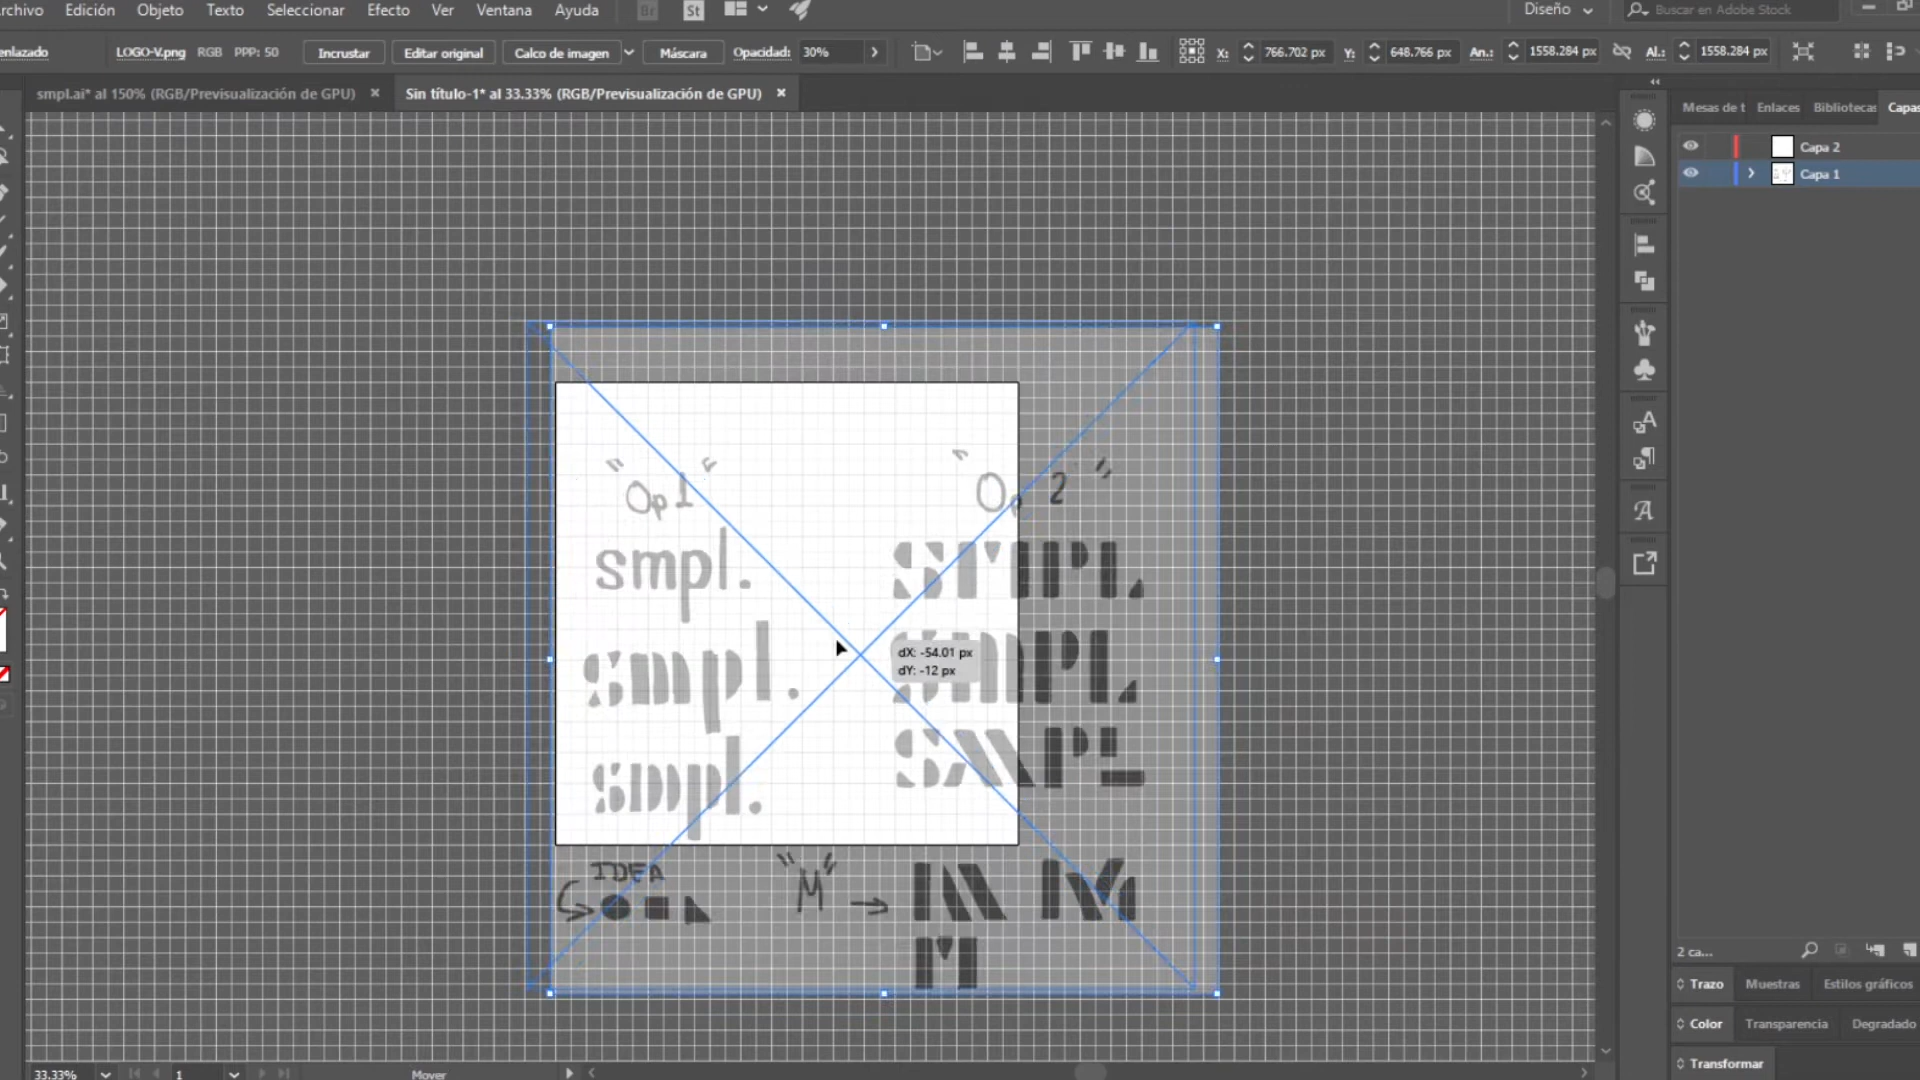 rchivo Edición Objeto Texto Seleccionar Efecto Ver Ventana Ayuda Br St Diseño Buscar en Adobe Stock
enlazado LOGO-V.png RGB PPP: 50 Incrustar Editar original Calco de imagen Máscara Opacidad: 30% X: 766.702 px Y: 648.766 px An.: 1558.284 px Al.: 1558.284 px
smpl.ai* al 150% (RGB/Previsualización de GPU) × Sin título-1* al 33.33% (RGB/Previsualización de GPU) ×
Mesas de t Enlaces Bibliotecas Capas
Capa 2
Capa 1
"Op 1" "Op 2"
smpl. SMPL
dX: -54.01 px
dY: -12 px
smpl. SMPL
smpl. SMPL
IDEA "M" → M M
M
2 ca...
Trazo Muestras Estilos gráficos
Color Transparencia Degradado
Transformar
33.33% 1 Mover